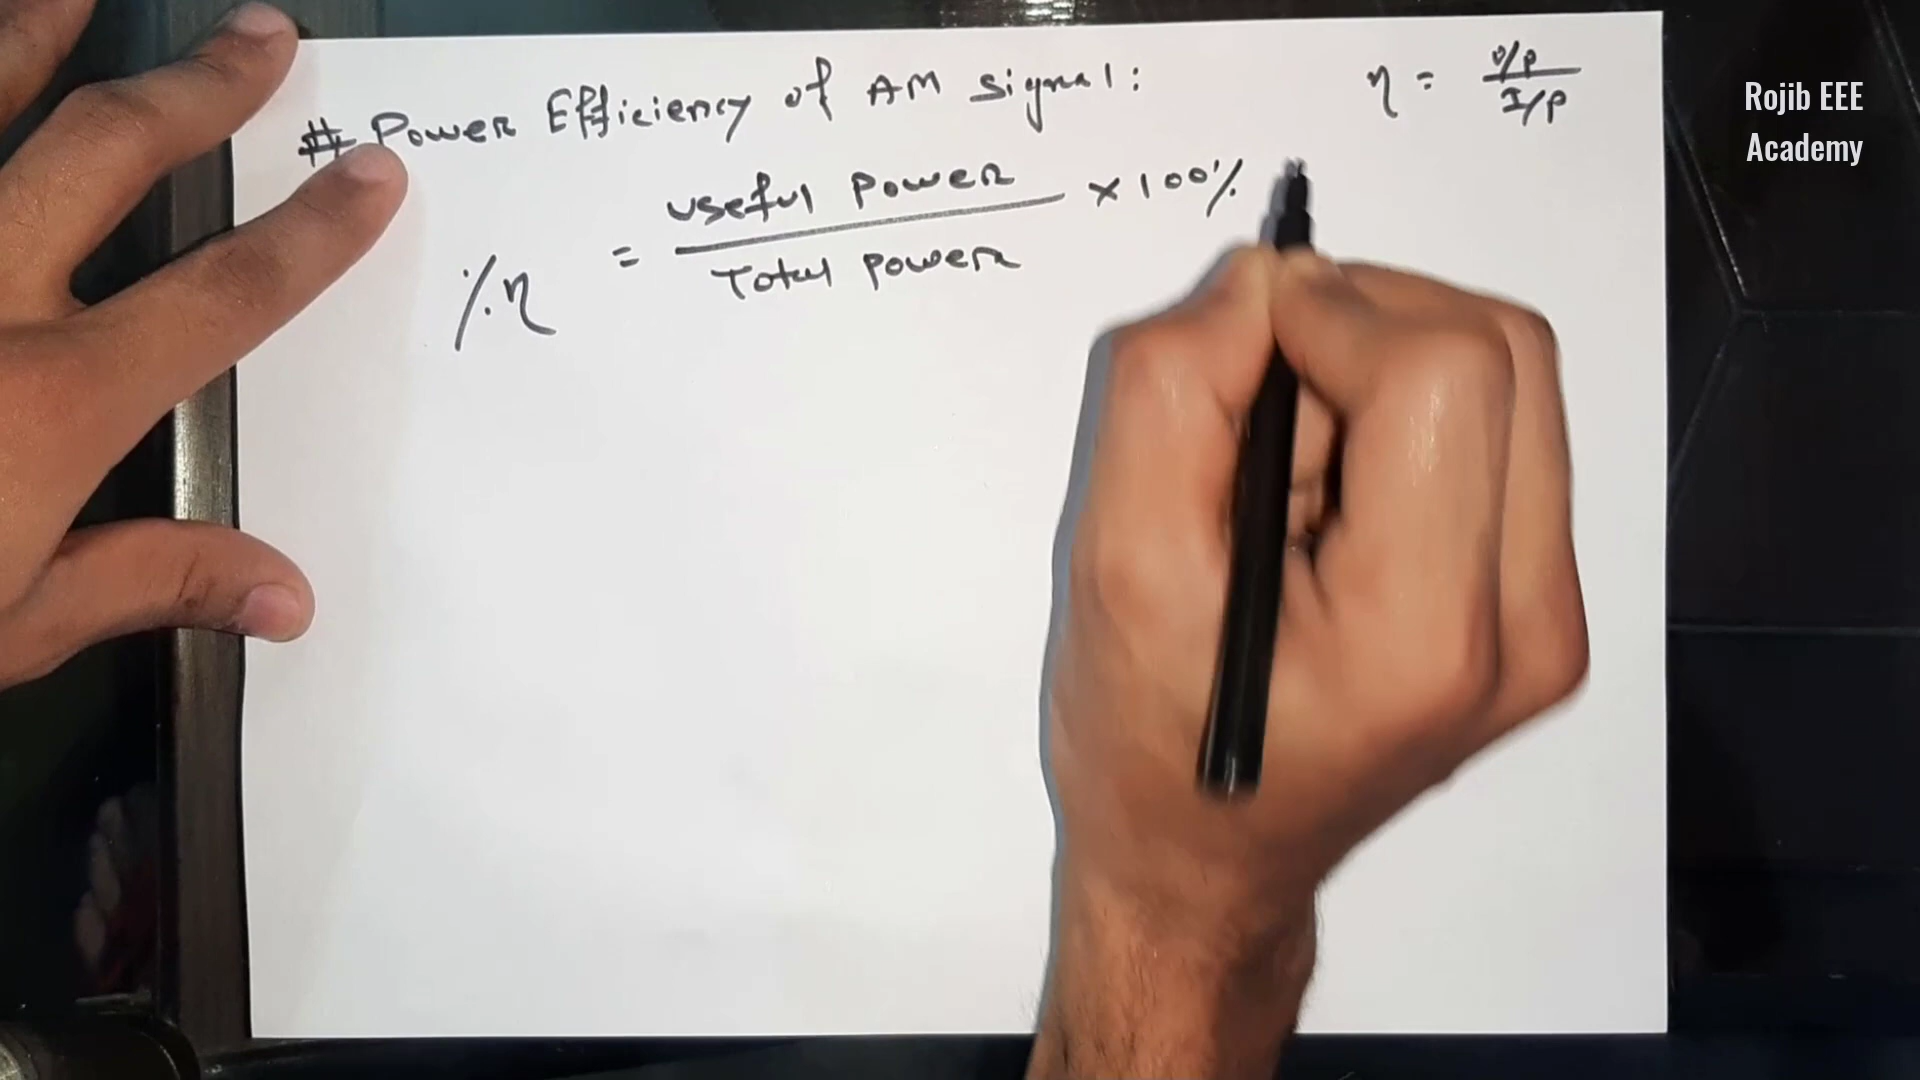 # Power Efficiency of AM signal:
η = O/P / I/P
Rojib EEE
Academy
%η = useful power / Total power × 100%